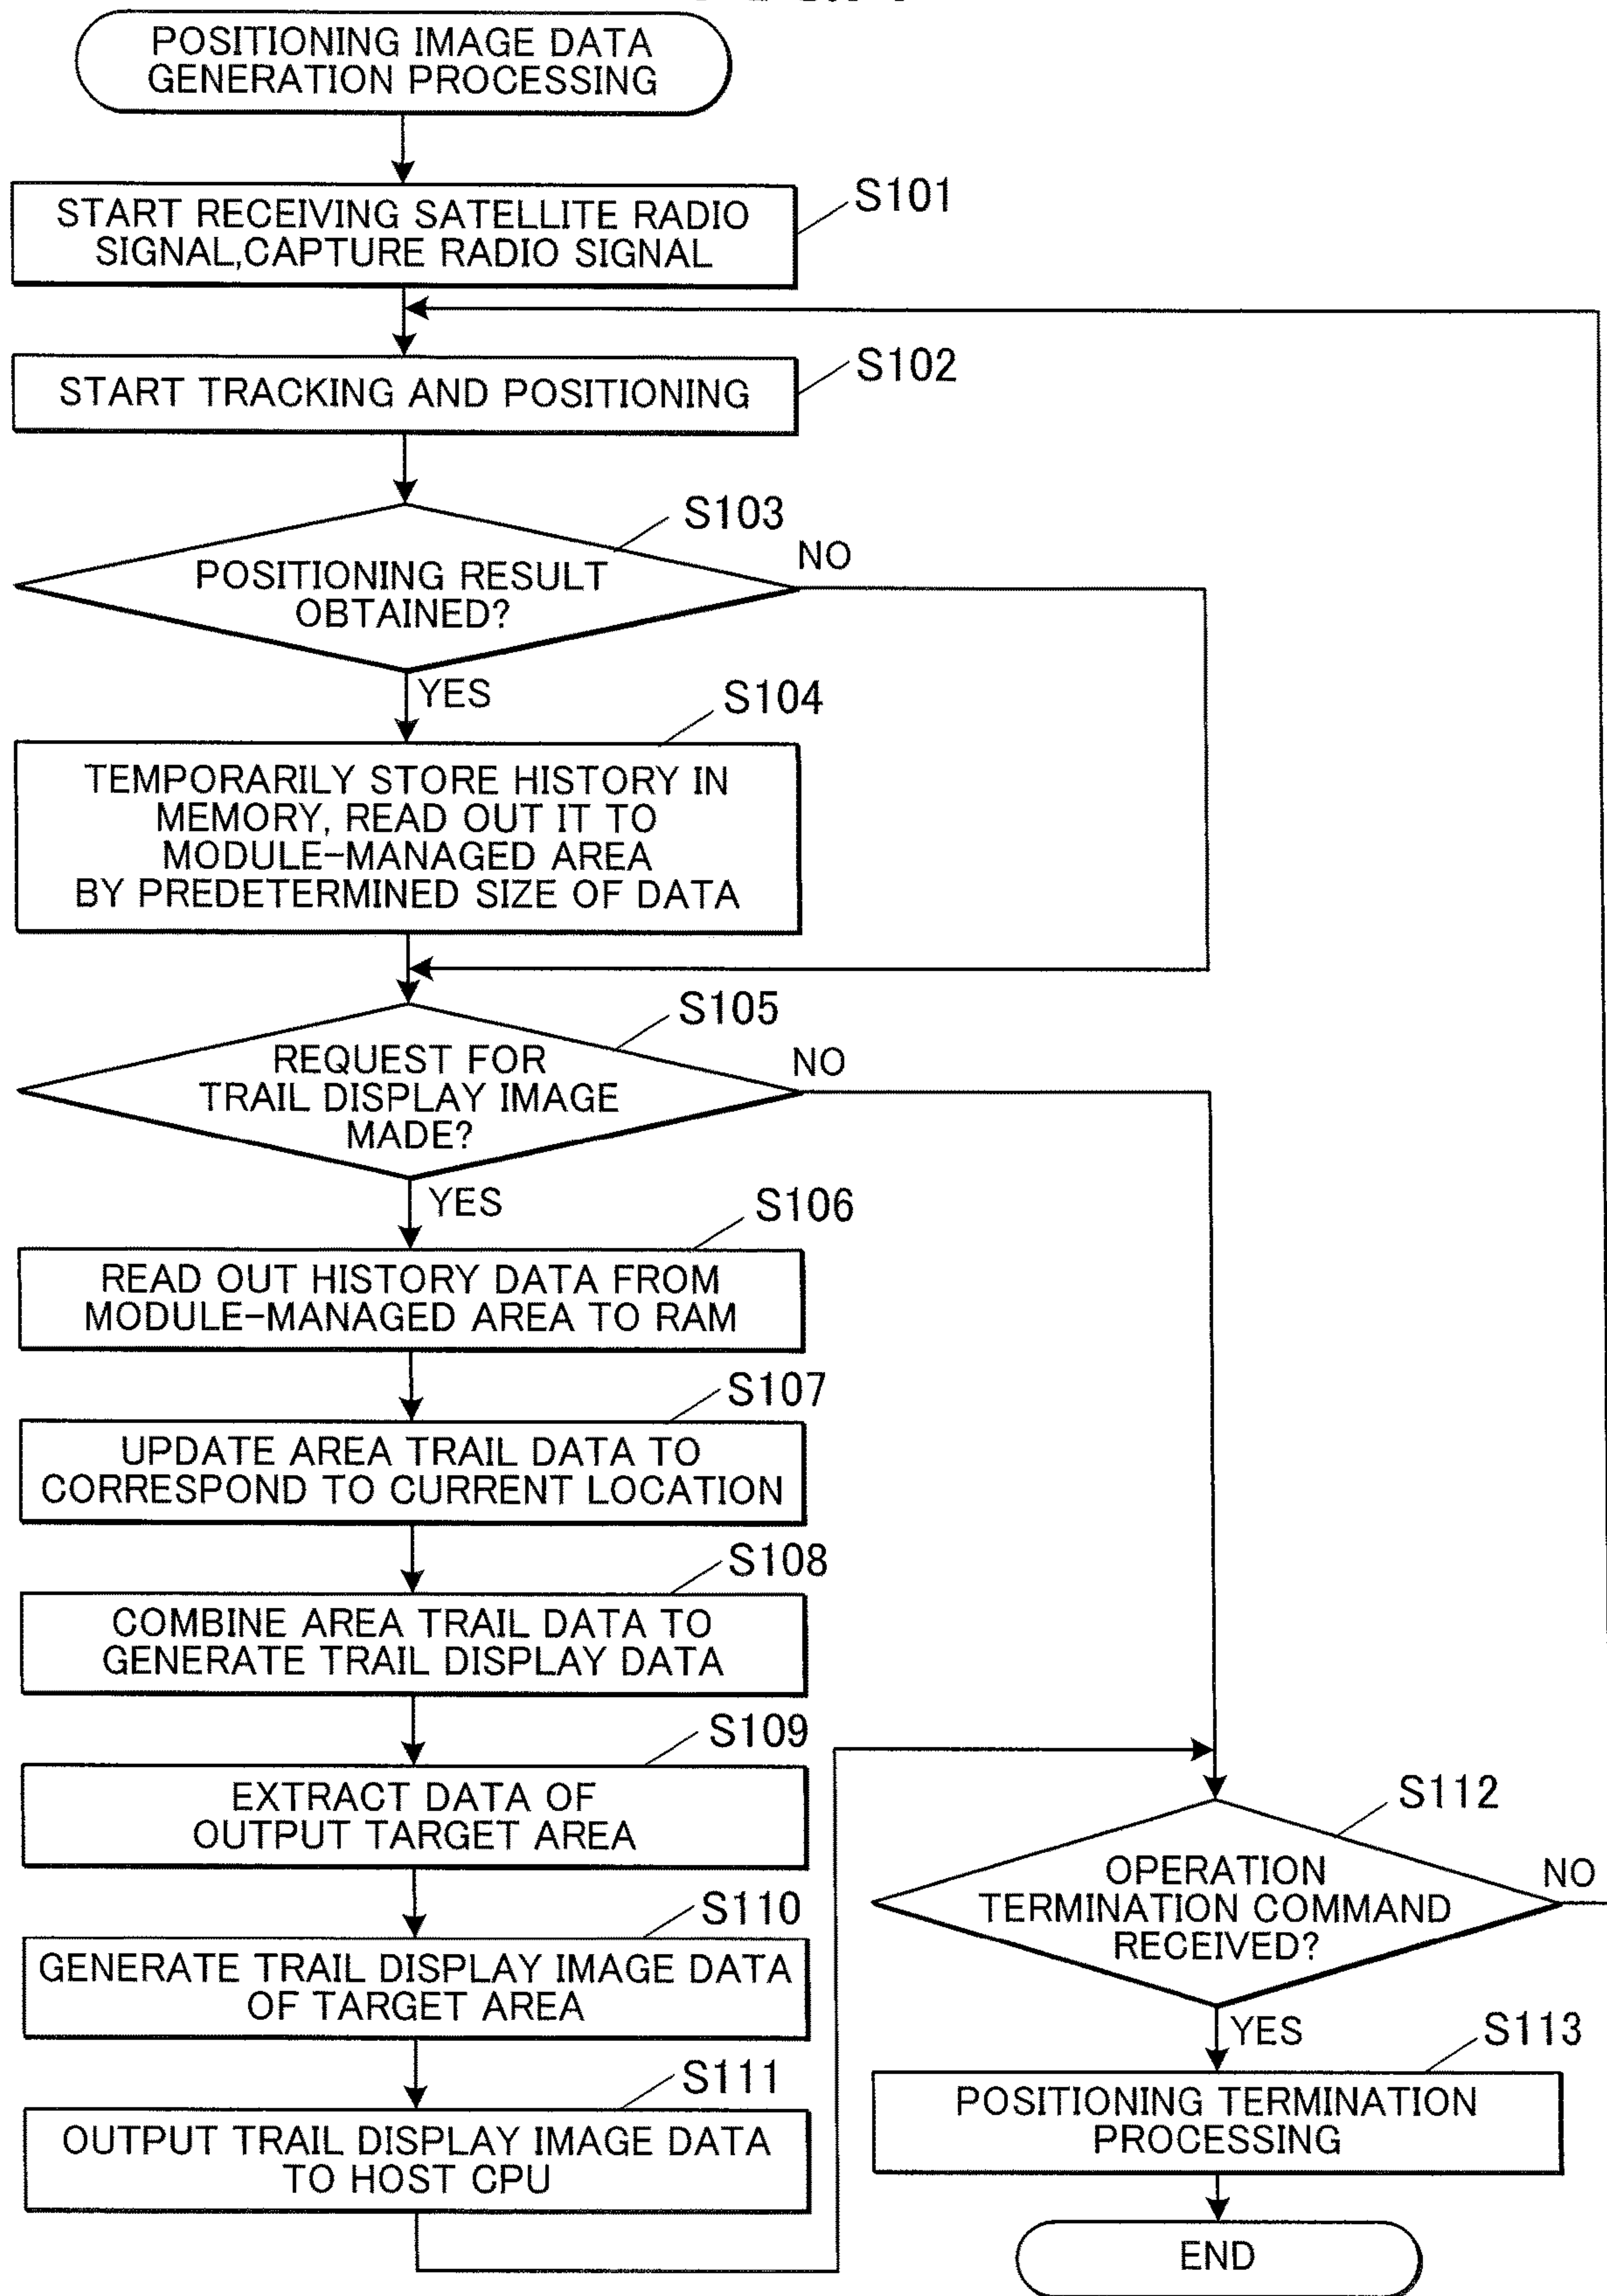 POSITIONING IMAGE DATA
GENERATION PROCESSING
START RECEIVING SATELLITE RADIO
SIGNAL,CAPTURE RADIO SIGNAL
S101
START TRACKING AND POSITIONING
S102
S103
POSITIONING RESULT
OBTAINED?
NO
YES
S104
TEMPORARILY STORE HISTORY IN
MEMORY, READ OUT IT TO
MODULE-MANAGED AREA
BY PREDETERMINED SIZE OF DATA
S105
REQUEST FOR
TRAIL DISPLAY IMAGE
MADE?
NO
YES
S106
READ OUT HISTORY DATA FROM
MODULE-MANAGED AREA TO RAM
S107
UPDATE AREA TRAIL DATA TO
CORRESPOND TO CURRENT LOCATION
S108
COMBINE AREA TRAIL DATA TO
GENERATE TRAIL DISPLAY DATA
S109
EXTRACT DATA OF
OUTPUT TARGET AREA
S110
GENERATE TRAIL DISPLAY IMAGE DATA
OF TARGET AREA
S111
OUTPUT TRAIL DISPLAY IMAGE DATA
TO HOST CPU
S112
OPERATION
TERMINATION COMMAND
RECEIVED?
NO
YES
S113
POSITIONING TERMINATION
PROCESSING
END